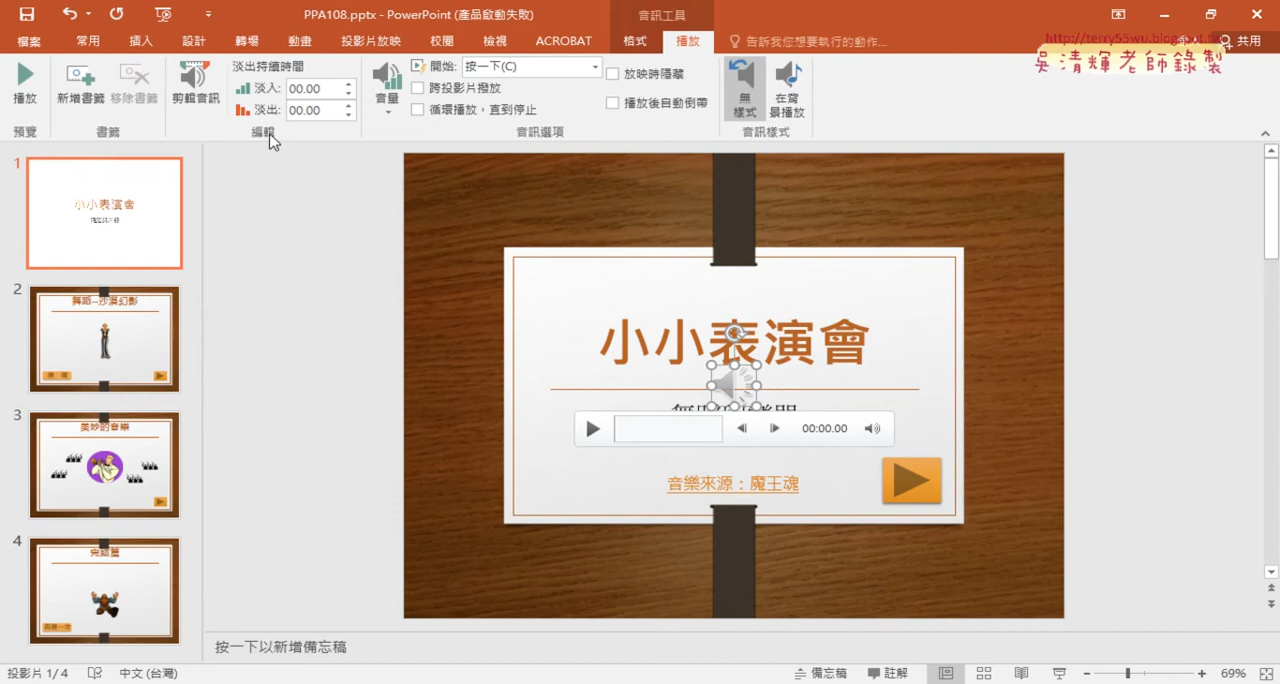 PPA108.pptx - PowerPoint (產品啟動失敗)
音訊工具
檔案 常用 插入 設計 轉場 動畫 投影片放映 校閱 檢視 ACROBAT 格式 播放 告訴我您想要執行的動作... 共用
http://terry55wu.blogspot.tw
吳清輝老師錄製
播放 新增書籤 移除書籤 剪輯音訊
淡出持續時間
淡入: 00.00
淡出: 00.00
音量
開始: 按一下(C)
跨投影片撥放
循環播放，直到停止
放映時隱藏
播放後自動倒帶
無樣式
在背景播放
預覽 書籤 編輯 音訊選項 音訊樣式
1
小小表演會
2
舞蹈--沙漠幻影
3
美妙的音樂
4
小小表演會
00:00.00
音樂來源：魔王魂
按一下以新增備忘稿
投影片 1/4 中文 (台灣) 備忘稿 註解 69%